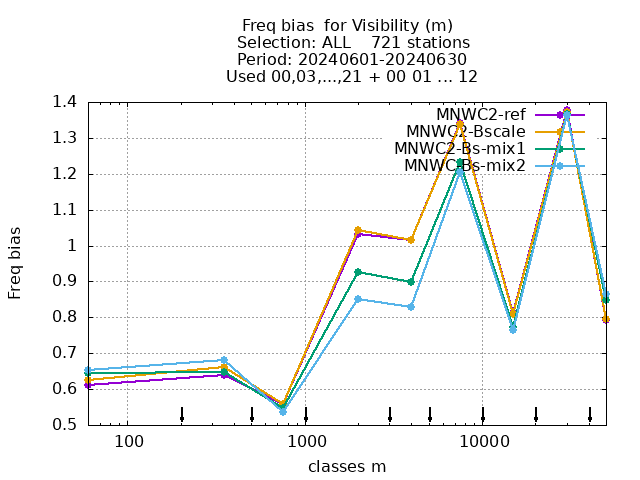 Freq bias  for Visibility (m)
Selection: ALL    721 stations
Period: 20240601-20240630
Used 00,03,...,21 + 00 01 ... 12
MNWC2-ref
MNWC2-Bscale
MNWC2-Bs-mix1
MNWC-Bs-mix2
1.4
1.3
1.2
1.1
1
0.9
0.8
0.7
0.6
0.5
Freq bias
100
1000
10000
classes m